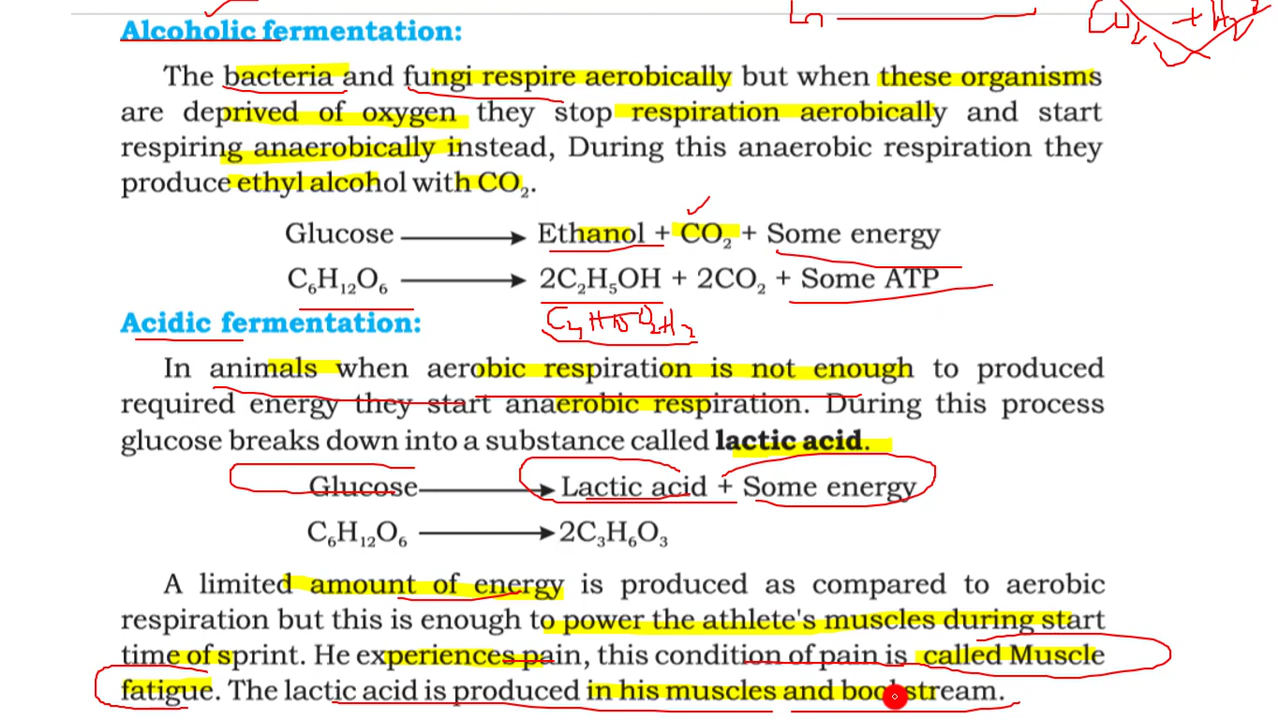 CO₂ + H₂
Alcoholic fermentation:
The bacteria and fungi respire aerobically but when these organisms
are deprived of oxygen they stop respiration aerobically and start
respiring anaerobically instead, During this anaerobic respiration they
produce ethyl alcohol with CO₂.
Glucose ⟶ Ethanol + CO₂ + Some energy
C₆H₁₂O₆ ⟶ 2C₂H₅OH + 2CO₂ + Some ATP
Acidic fermentation:
In animals when aerobic respiration is not enough to produced
required energy they start anaerobic respiration. During this process
glucose breaks down into a substance called lactic acid.
Glucose ⟶ Lactic acid + Some energy
C₆H₁₂O₆ ⟶ 2C₃H₆O₃
A limited amount of energy is produced as compared to aerobic
respiration but this is enough to power the athlete's muscles during start
time of sprint. He experiences pain, this condition of pain is called Muscle
fatigue. The lactic acid is produced in his muscles and stream.